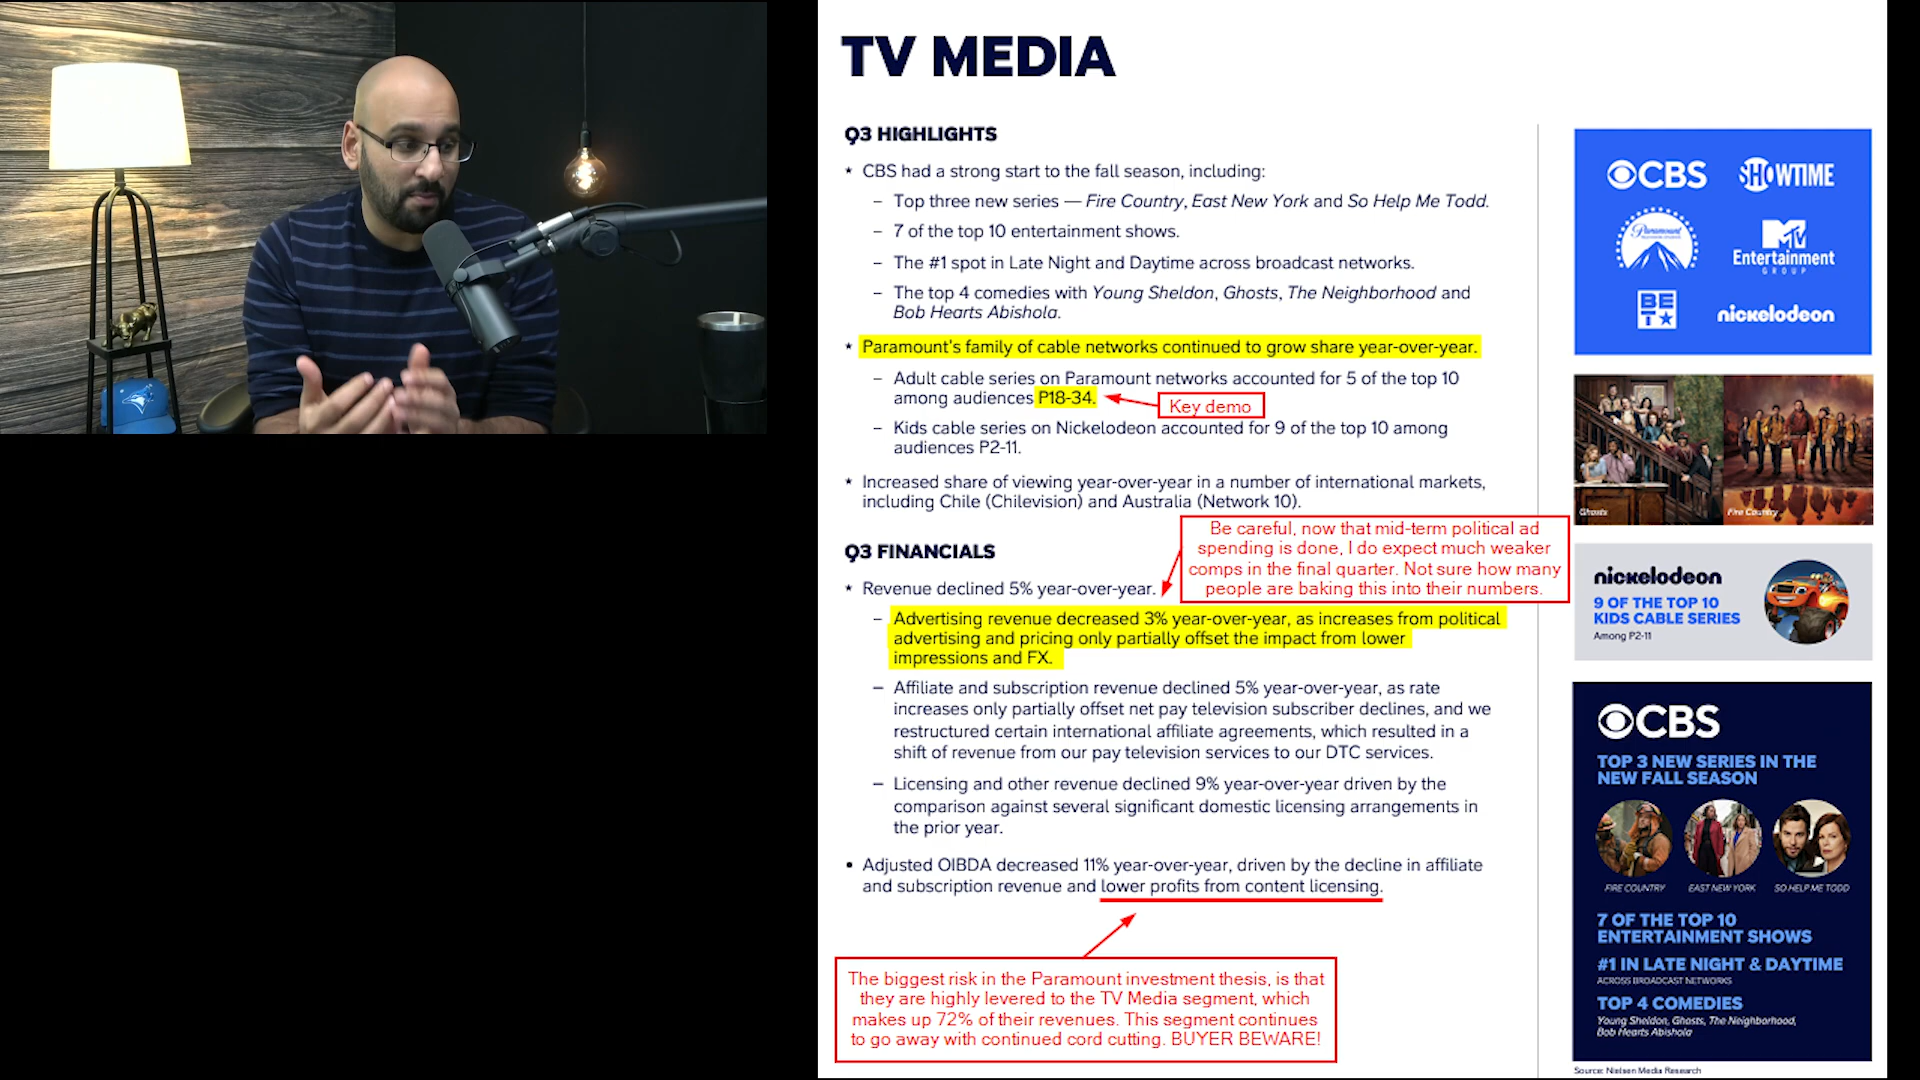 TV MEDIA
Q3 HIGHLIGHTS
* CBS had a strong start to the fall season, including:
– Top three new series — Fire Country, East New York and So Help Me Todd.
– 7 of the top 10 entertainment shows.
– The #1 spot in Late Night and Daytime across broadcast networks.
– The top 4 comedies with Young Sheldon, Ghosts, The Neighborhood and
Bob Hearts Abishola.
* Paramount's family of cable networks continued to grow share year-over-year.
– Adult cable series on Paramount networks accounted for 5 of the top 10
among audiences P18-34.
Key demo
– Kids cable series on Nickelodeon accounted for 9 of the top 10 among
audiences P2-11.
* Increased share of viewing year-over-year in a number of international markets,
including Chile (Chilevision) and Australia (Network 10).
Be careful, now that mid-term political ad
spending is done, I do expect much weaker
comps in the final quarter. Not sure how many
people are baking this into their numbers.
Q3 FINANCIALS
* Revenue declined 5% year-over-year.
– Advertising revenue decreased 3% year-over-year, as increases from political
advertising and pricing only partially offset the impact from lower
impressions and FX.
– Affiliate and subscription revenue declined 5% year-over-year, as rate
increases only partially offset net pay television subscriber declines, and we
restructured certain international affiliate agreements, which resulted in a
shift of revenue from our pay television services to our DTC services.
– Licensing and other revenue declined 9% year-over-year driven by the
comparison against several significant domestic licensing arrangements in
the prior year.
• Adjusted OIBDA decreased 11% year-over-year, driven by the decline in affiliate
and subscription revenue and lower profits from content licensing.
The biggest risk in the Paramount investment thesis, is that
they are highly levered to the TV Media segment, which
makes up 72% of their revenues. This segment continues
to go away with continued cord cutting. BUYER BEWARE!
CBS
SHOWTIME
Paramount
MTV
Entertainment
GROUP
BET
nickelodeon
Ghosts
Fire Country
nickelodeon
9 OF THE TOP 10
KIDS CABLE SERIES
Among P2-11
CBS
TOP 3 NEW SERIES IN THE
NEW FALL SEASON
FIRE COUNTRY
EAST NEW YORK
SO HELP ME TODD
7 OF THE TOP 10
ENTERTAINMENT SHOWS
#1 IN LATE NIGHT & DAYTIME
ACROSS BROADCAST NETWORKS
TOP 4 COMEDIES
Young Sheldon, Ghosts, The Neighborhood,
Bob Hearts Abishola
Source: Nielsen Media Research